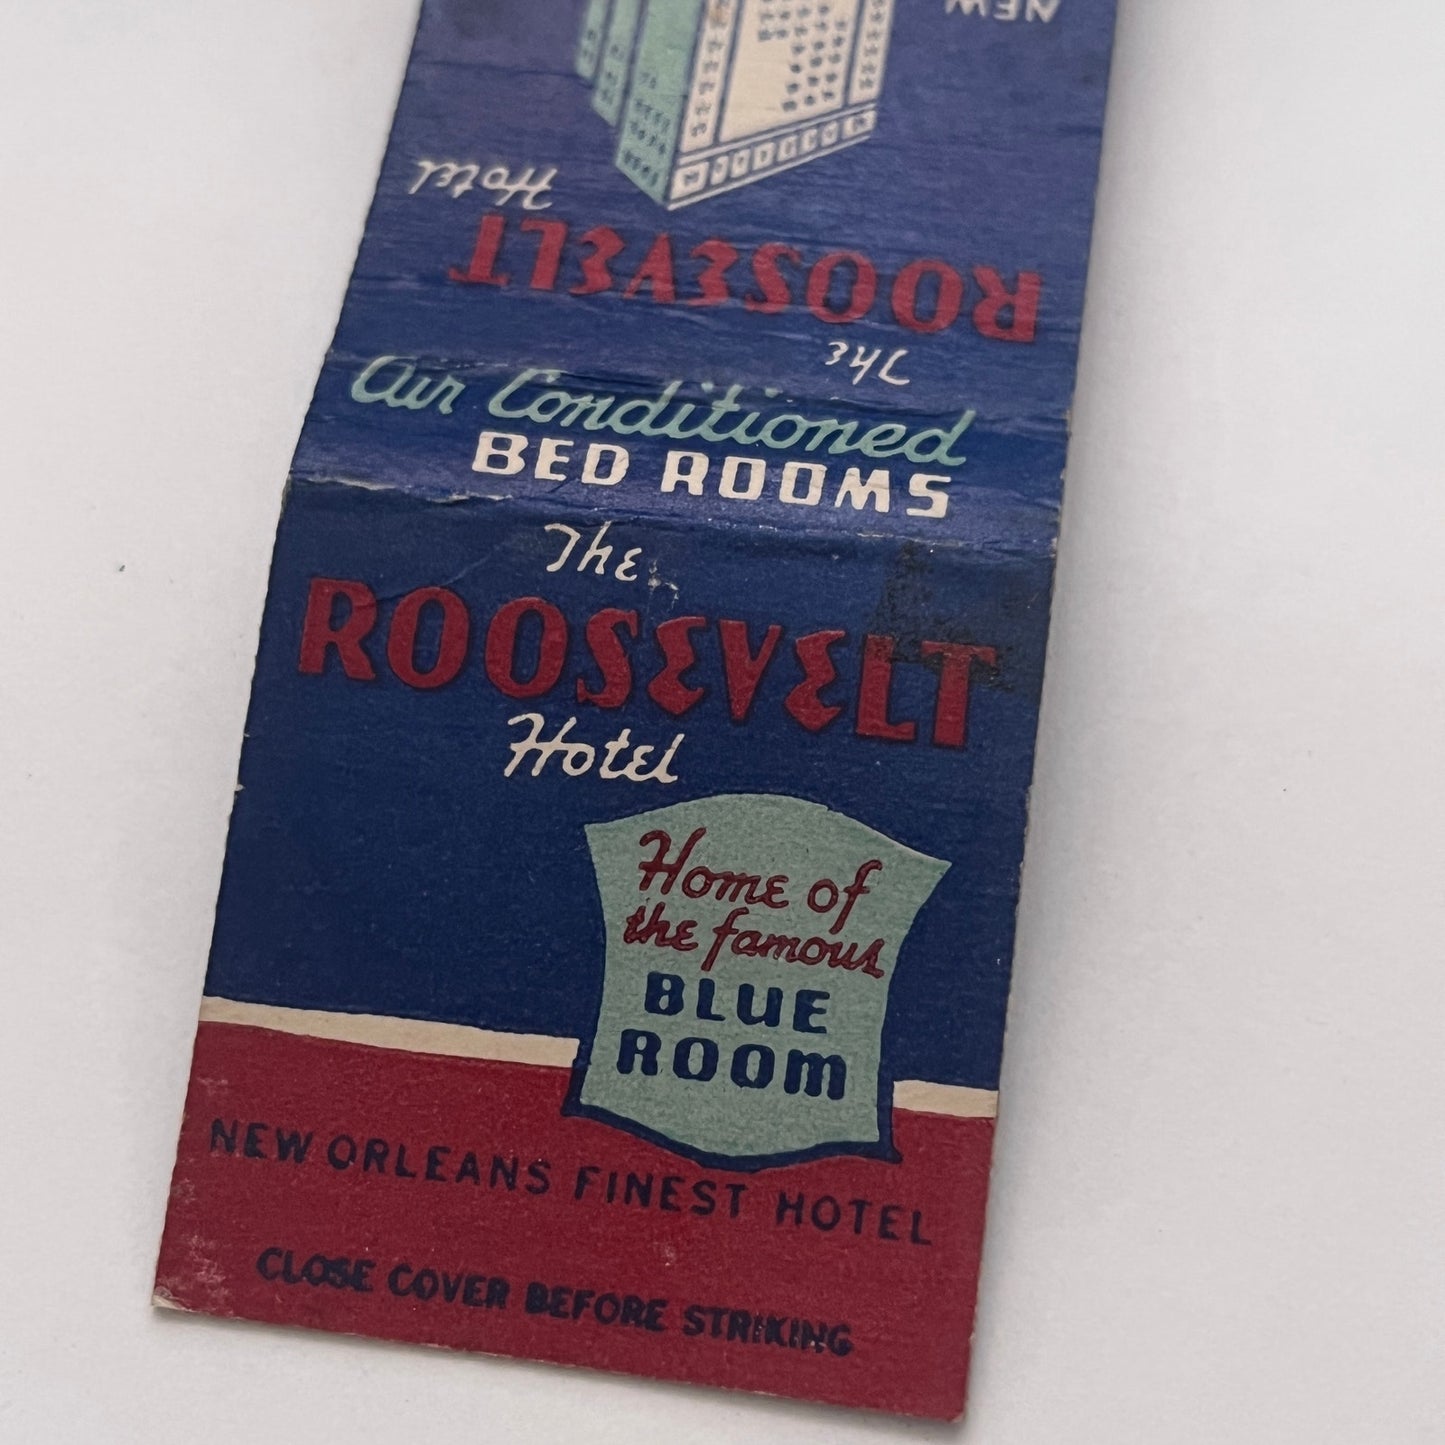 NEW
Hotel
ROOSEVELT
The
Air Conditioned
BED ROOMS
The
ROOSEVELT
Hotel
Home of
the famous
BLUE
ROOM
NEW ORLEANS FINEST HOTEL
CLOSE COVER BEFORE STRIKING